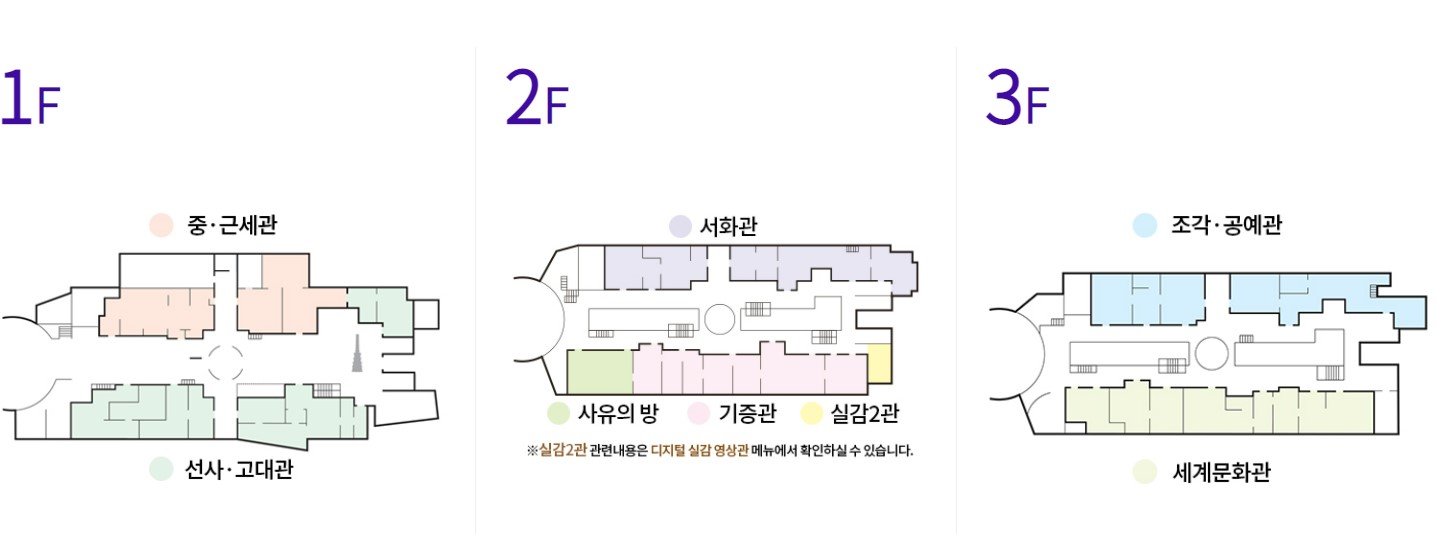 1F
중·근세관
선사·고대관
2F
서화관
사유의 방
기증관
실감2관
※실감2관 관련내용은 디지털 실감 영상관 메뉴에서 확인하실 수 있습니다.
3F
조각·공예관
세계문화관